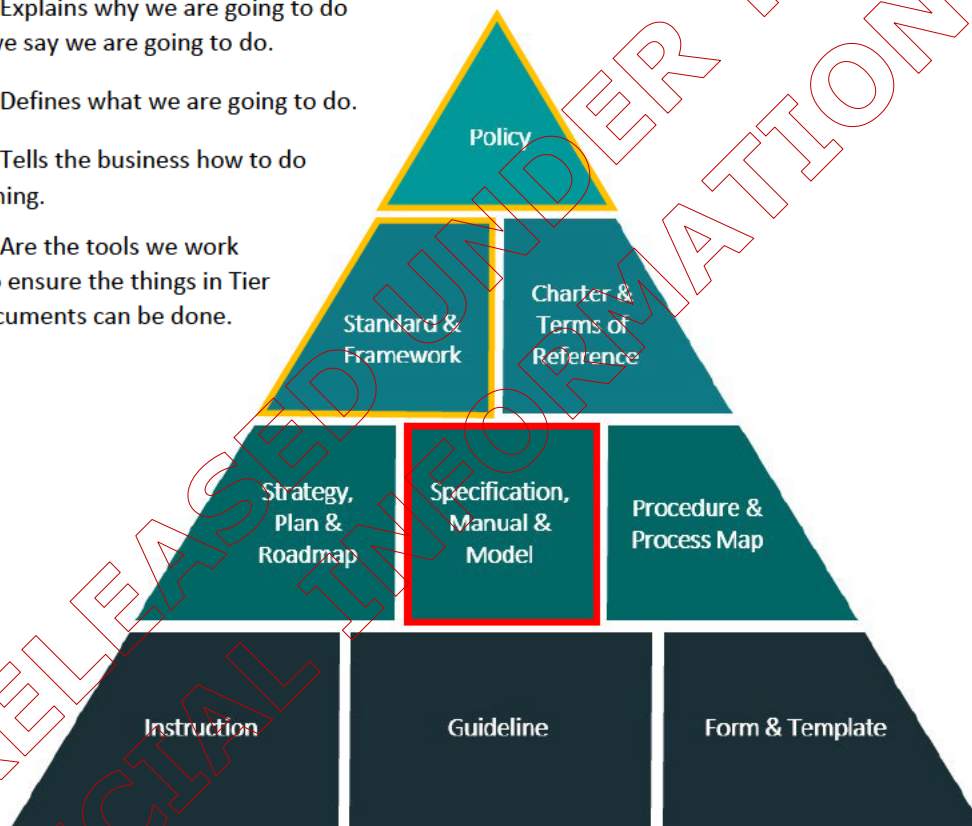 Explains why we are going to do
ve say we are going to do.
Defines what we are going to do.
Tells the business how to do
Are the tools we work
ensure the things in Tier
cuments can be done.
Policy
Standard &
Framework
Charter &
Terms of
Reference
Strategy,
Plan &
Roadmap
Specification,
Manual &
Model
Procedure &
Process Map
Instruction
Guideline
Form & Template
RELEASED UNDER
CIAL INFORMATION